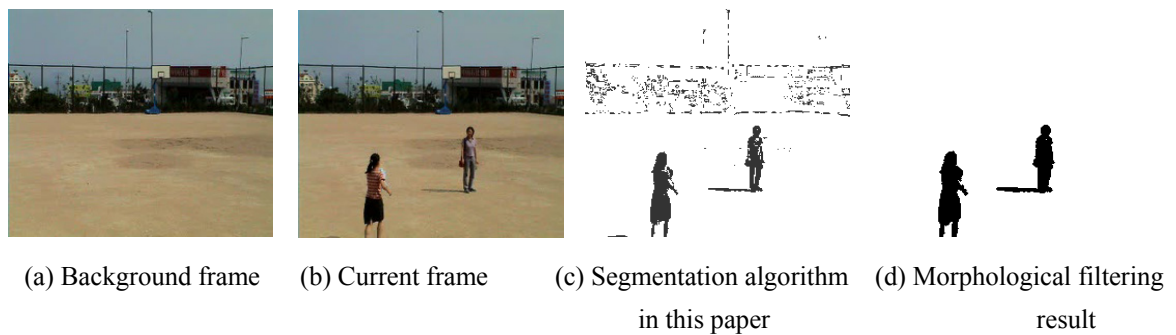 (a) Background frame
(b) Current frame
(c) Segmentation algorithm
in this paper
(d) Morphological filtering
result